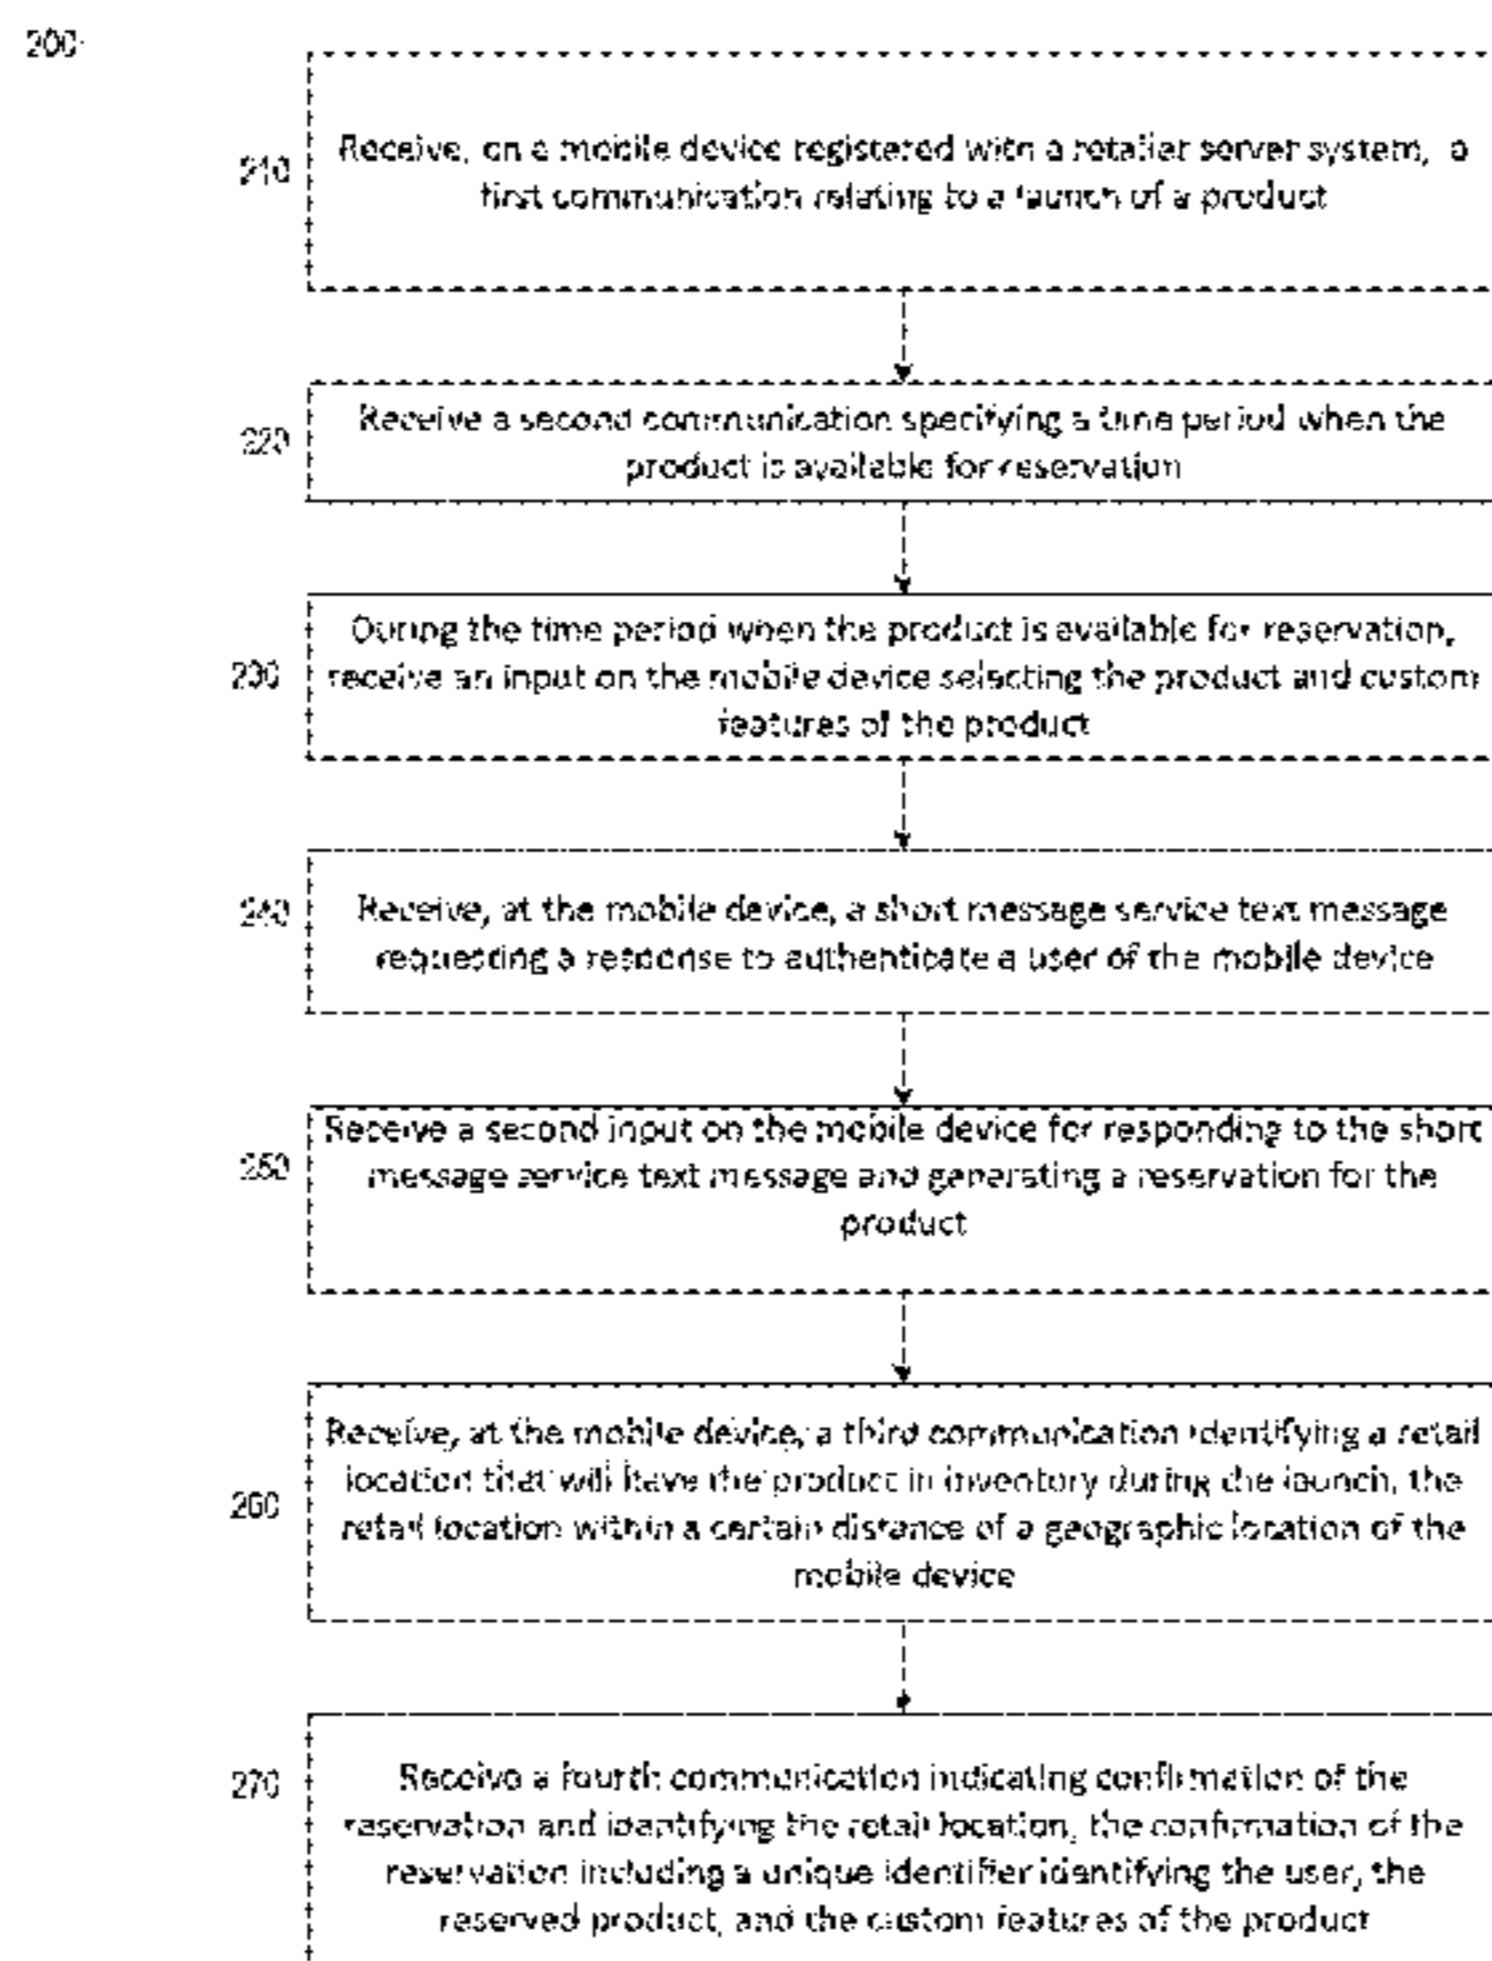 200
210
Receive, on a mobile device registered with a retailer server system, a
first communication relating to a launch of a product
220
Receive a second communication specifying a time period when the
product is available for reservation
230
During the time period when the product is available for reservation,
receive an input on the mobile device selecting the product and custom
features of the product
240
Receive, at the mobile device, a short message service text message
requesting a response to authenticate a user of the mobile device
250
Receive a second input on the mobile device for responding to the short
message service text message and generating a reservation for the
product
260
Receive, at the mobile device, a third communication identifying a retail
location that will have the product in inventory during the launch, the
retail location within a certain distance of a geographic location of the
mobile device
270
Receive a fourth communication indicating confirmation of the
reservation and identifying the retail location, the confirmation of the
reservation including a unique identifier identifying the user, the
reserved product, and the custom features of the product